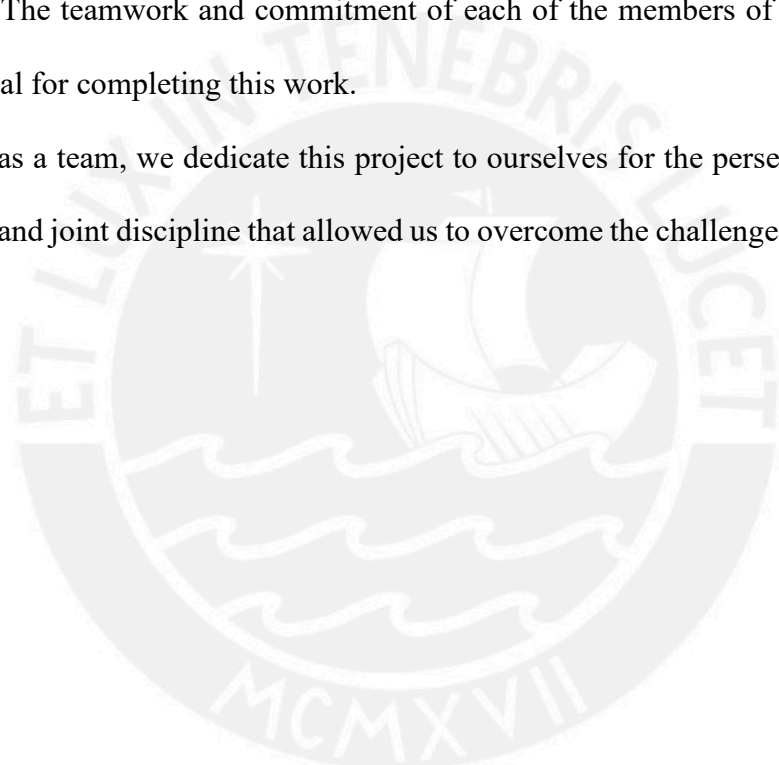 The teamwork and commitment of each of the members of
al for completing this work.
as a team, we dedicate this project to ourselves for the perse
and joint discipline that allowed us to overcome the challenge
ET LUX IN TENEBRIS LUCET
MCMXVII